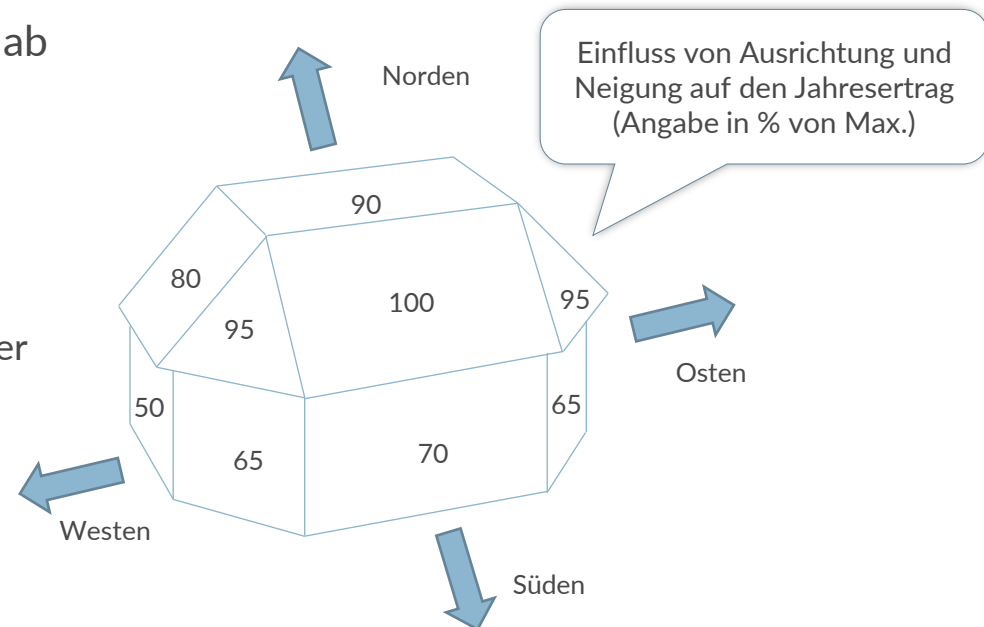 ab
Norden
Einfluss von Ausrichtung und
Neigung auf den Jahresertrag
(Angabe in % von Max.)
90
80
100
95
95
er
Osten
50
65
65
70
Westen
Süden